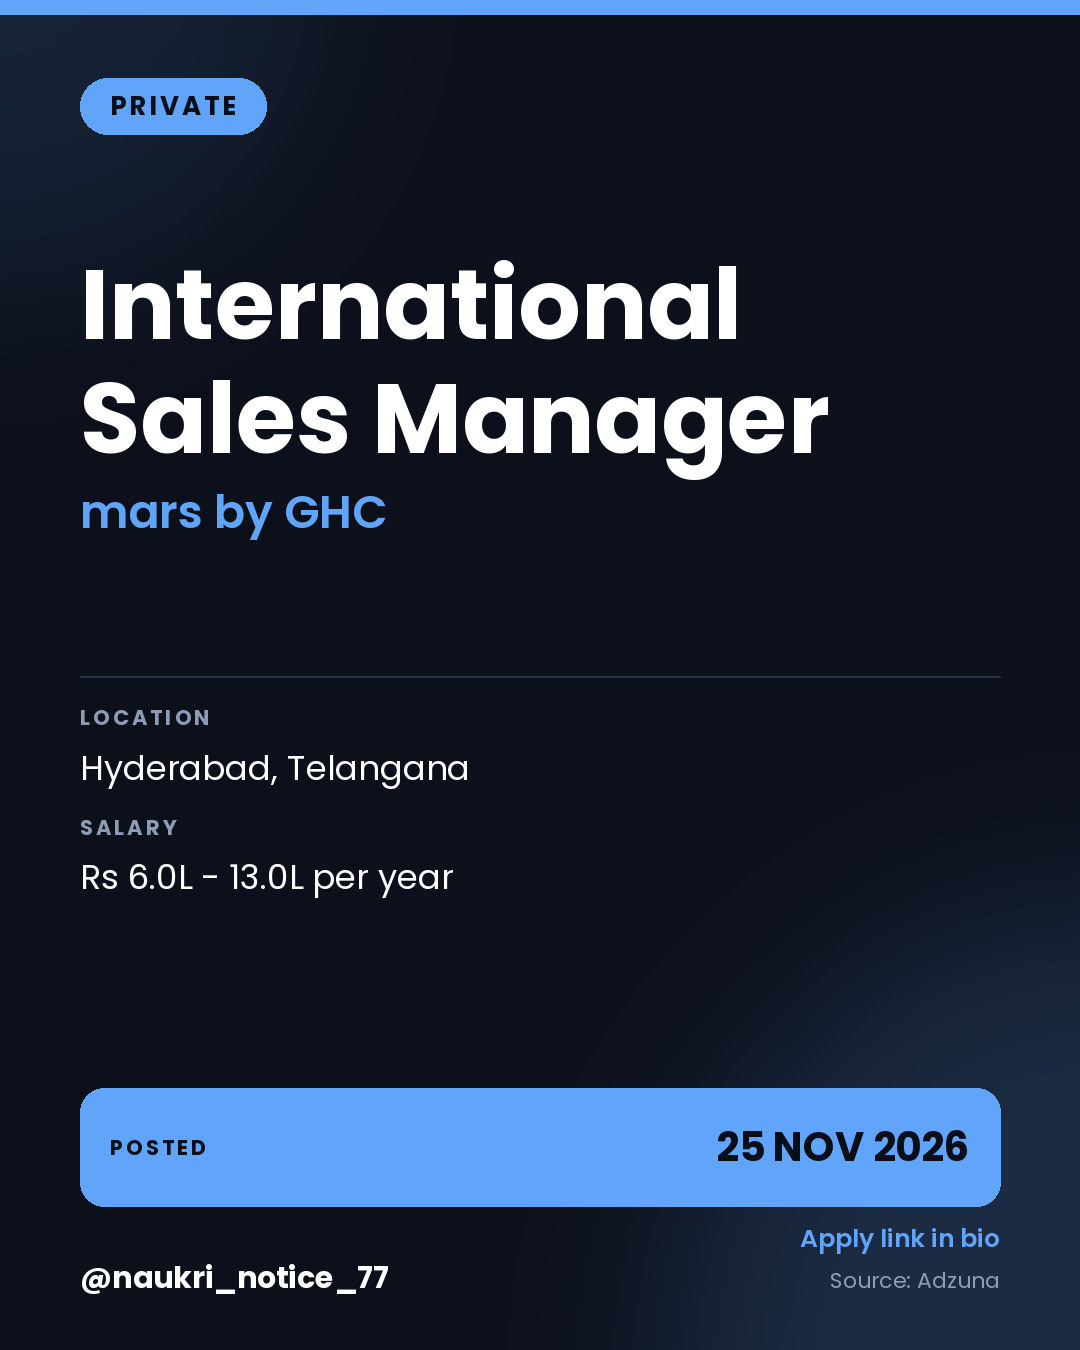 PRIVATE
International
Sales Manager
mars by GHC
LOCATION
Hyderabad, Telangana
SALARY
Rs 6.0L - 13.0L per year
POSTED
25 NOV 2026
Apply link in bio
@naukri_notice_77
Source: Adzuna